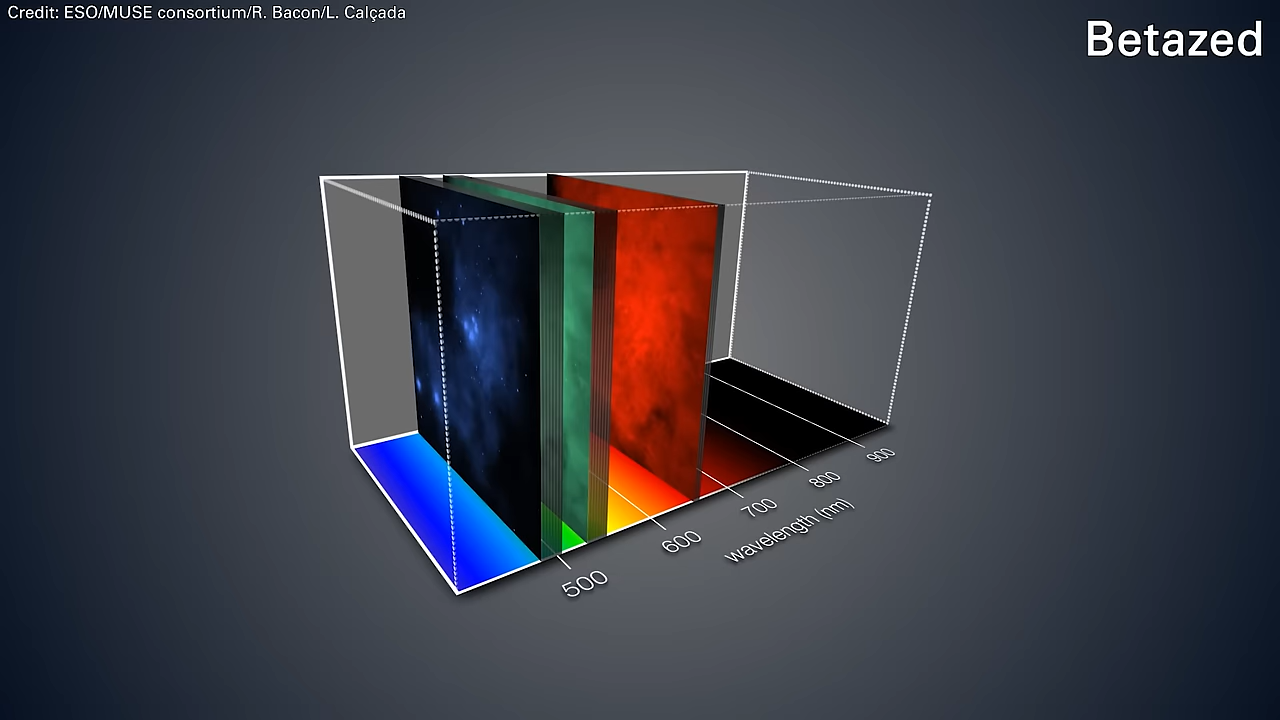 Credit: ESO/MUSE consortium/R. Bacon/L. Calçada
Betazed
500
600
700
800
900
wavelength (nm)